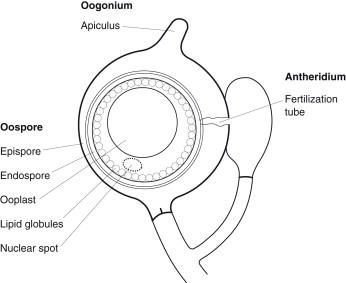 Oogonium
Apiculus
Antheridium
Fertilization
tube
Oospore
Epispore
Endospore
Ooplast
Lipid globules
Nuclear spot